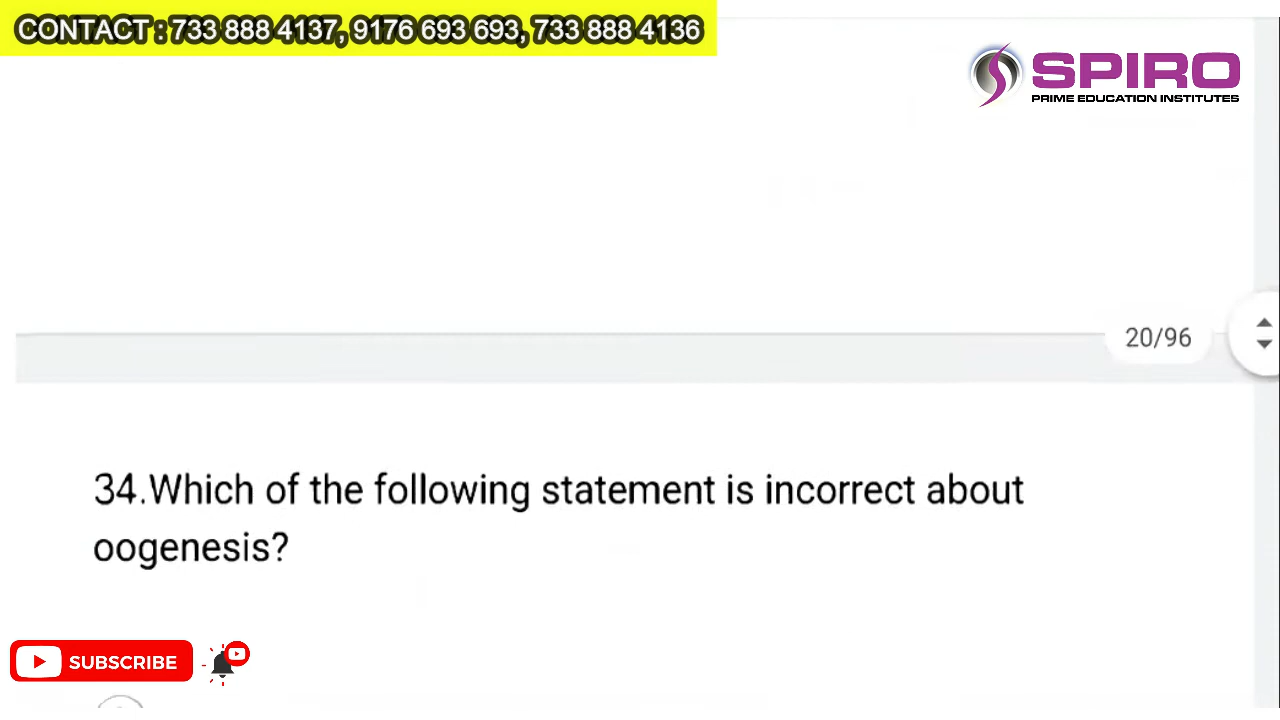 CONTACT : 733 888 4137, 9176 693 693, 733 888 4136
SPIRO
PRIME EDUCATION INSTITUTES
20/96
34.Which of the following statement is incorrect about
oogenesis?
SUBSCRIBE